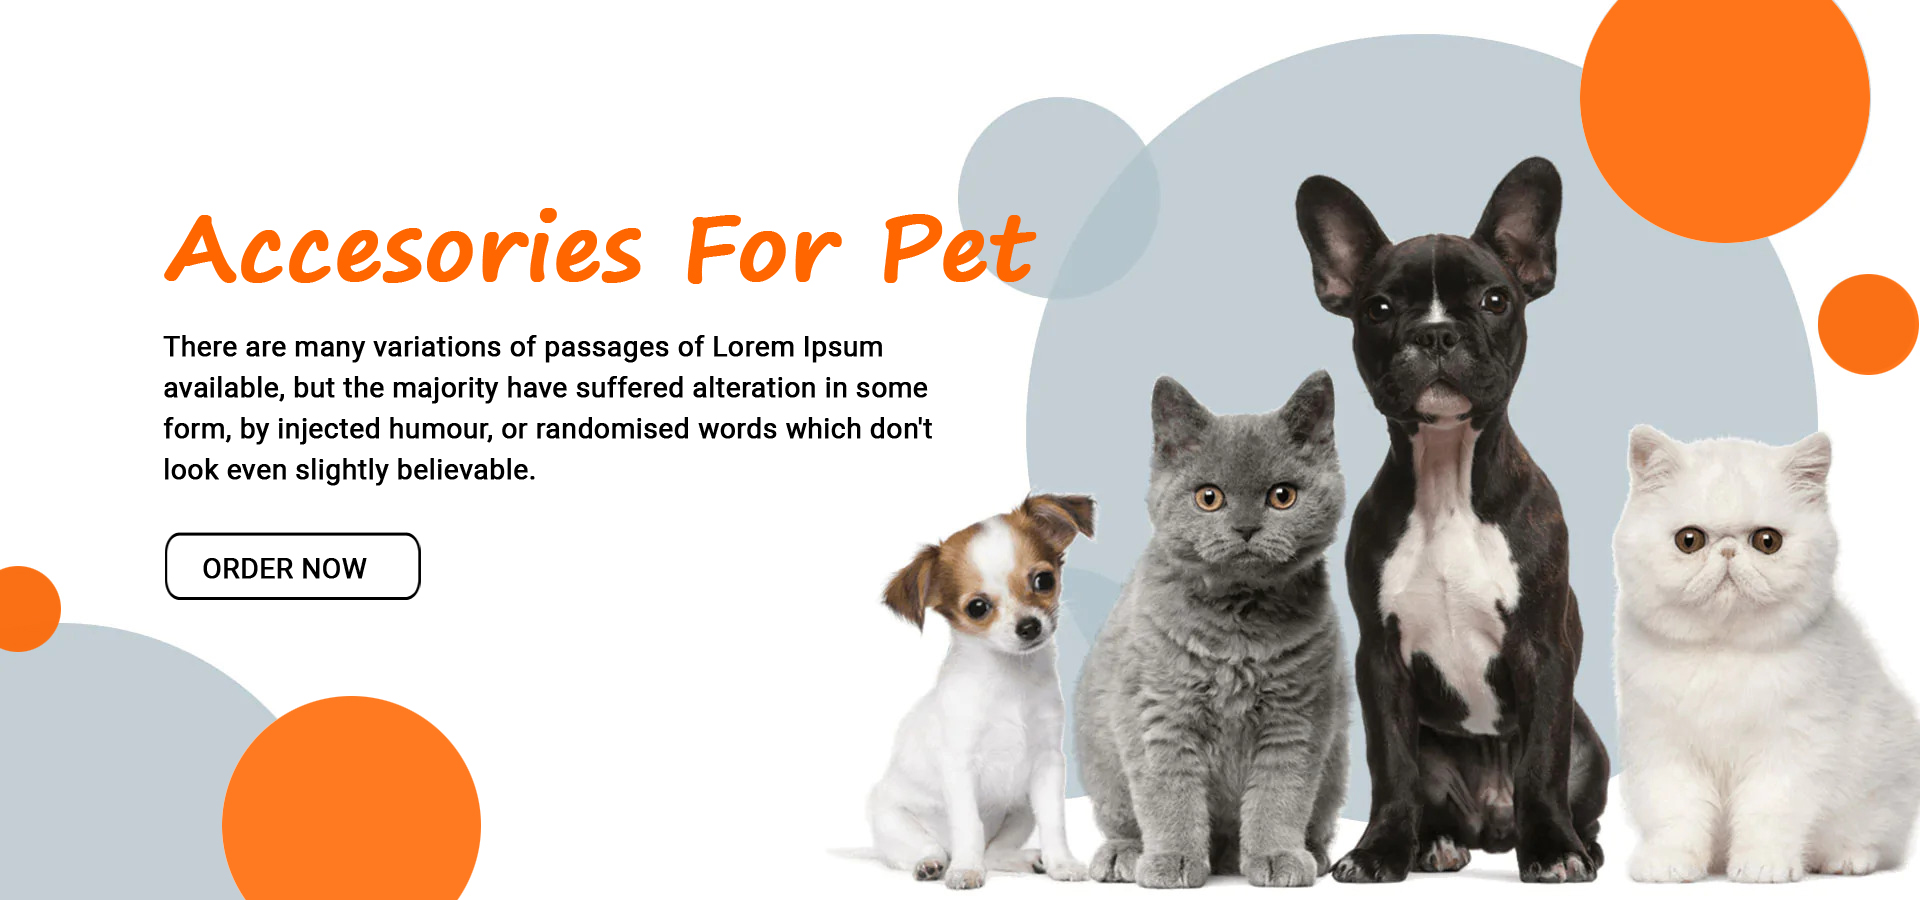 Accesories For Pet
There are many variations of passages of Lorem Ipsum
available, but the majority have suffered alteration in some
form, by injected humour, or randomised words which don't
look even slightly believable.
ORDER NOW